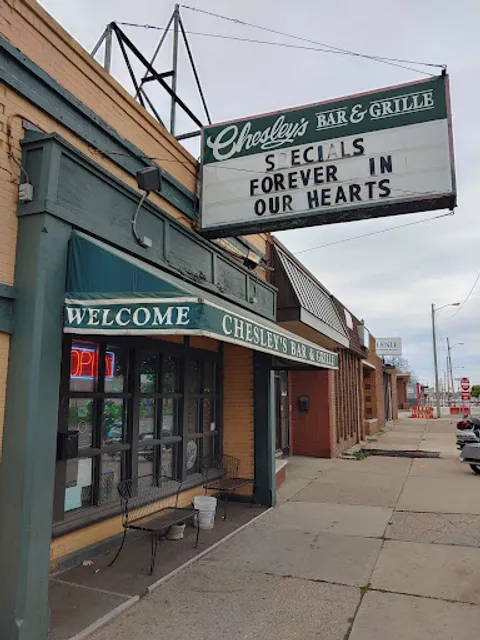 Chesley's BAR & GRILLE
SPECIALS
FOREVER IN
OUR HEARTS
WELCOME
CHESLEY'S BAR & GRILLE
OPEN